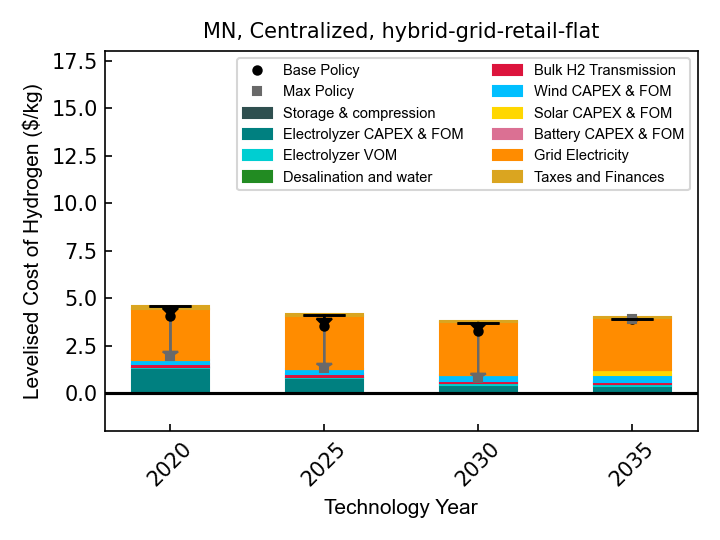 MN, Centralized, hybrid-grid-retail-flat
Levelised Cost of Hydrogen ($/kg)
17.5
15.0
12.5
10.0
7.5
5.0
2.5
0.0
Base Policy
Max Policy
Storage & compression
Electrolyzer CAPEX & FOM
Electrolyzer VOM
Desalination and water
Bulk H2 Transmission
Wind CAPEX & FOM
Solar CAPEX & FOM
Battery CAPEX & FOM
Grid Electricity
Taxes and Finances
2020
2025
2030
2035
Technology Year